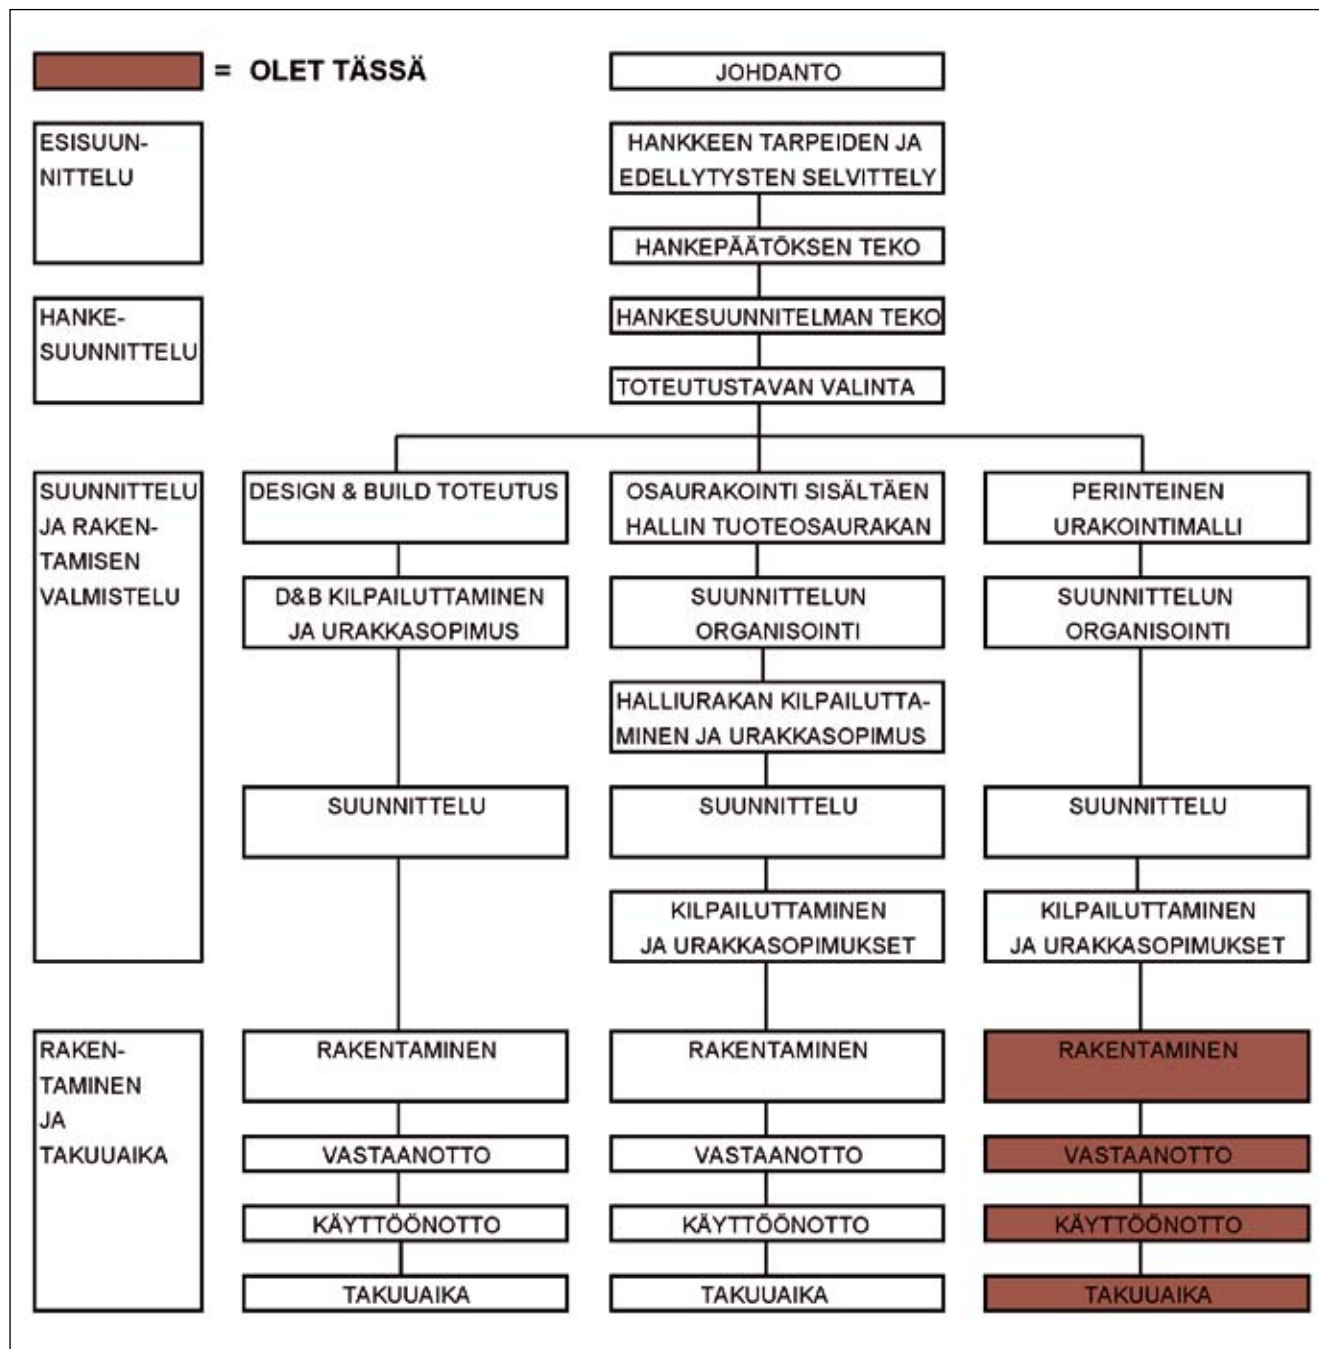 = OLET TÄSSÄ
JOHDANTO
ESISUUN-
NITTELU
HANKKEEN TARPEIDEN JA
EDELLYTYSTEN SELVITTELY
HANKEPÄÄTÖKSEN TEKO
HANKE-
SUUNNITTELU
HANKESUUNNITELMAN TEKO
TOTEUTUSTAVAN VALINTA
SUUNNITTELU
JA RAKEN-
TAMISEN
VALMISTELU
DESIGN & BUILD TOTEUTUS
OSAURAKOINTI SISÄLTÄEN
HALLIN TUOTEOSAURAKAN
PERINTEINEN
URAKOINTIMALLI
D&B KILPAILUTTAMINEN
JA URAKKASOPIMUS
SUUNNITTELUN
ORGANISOINTI
SUUNNITTELUN
ORGANISOINTI
HALLIURAKAN KILPAILUTTA-
MINEN JA URAKKASOPIMUS
SUUNNITTELU
SUUNNITTELU
SUUNNITTELU
KILPAILUTTAMINEN
JA URAKKASOPIMUKSET
KILPAILUTTAMINEN
JA URAKKASOPIMUKSET
RAKEN-
TAMINEN
JA
TAKUUAIKA
RAKENTAMINEN
RAKENTAMINEN
RAKENTAMINEN
VASTAANOTTO
VASTAANOTTO
VASTAANOTTO
KÄYTTÖÖNOTTO
KÄYTTÖÖNOTTO
KÄYTTÖÖNOTTO
TAKUUAIKA
TAKUUAIKA
TAKUUAIKA